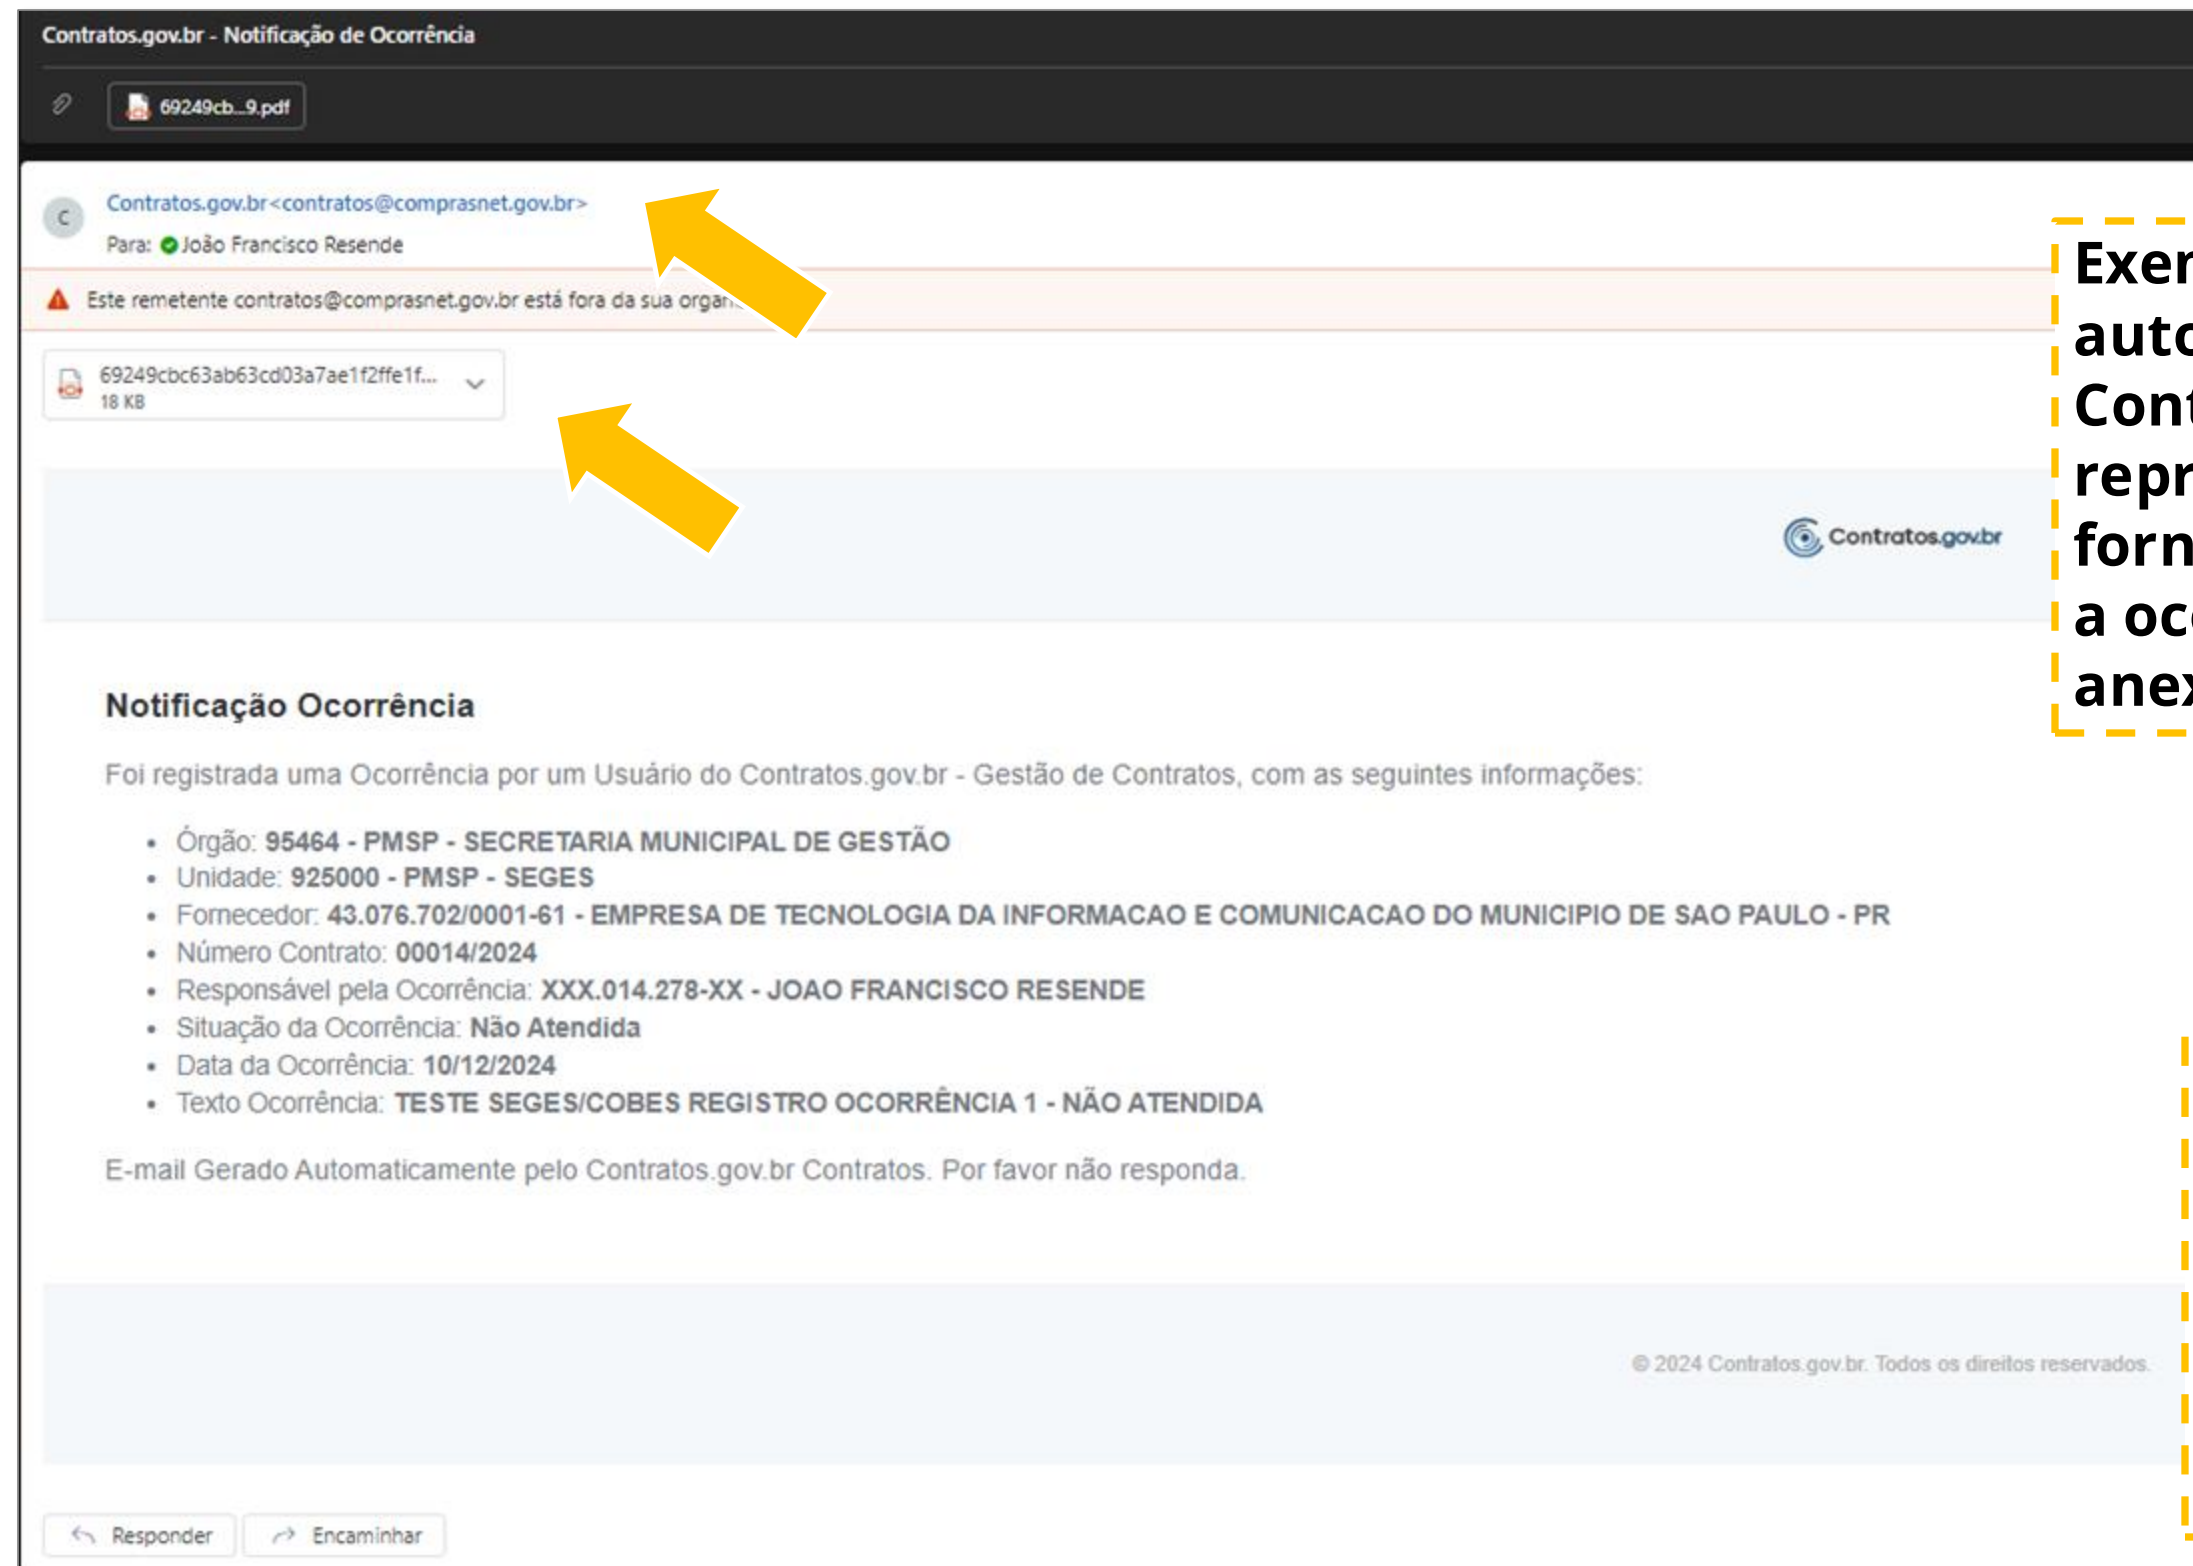 Contratos.gov.br - Notificação de Ocorrência
69249cb...9.pdf
C
Contratos.gov.br<contratos@comprasnet.gov.br>
Para: João Francisco Resende
Este remetente contratos@comprasnet.gov.br está fora da sua
69249cbc63ab63cd03a7ae1f2ffe1f...
18 KB
Contratos.gov.br
Notificação Ocorrência
Foi registrada uma Ocorrência por um Usuário do Contratos.gov.br - Gestão de Contratos, com as seguintes informações:
• Órgão: 95464 - PMSP - SECRETARIA MUNICIPAL DE GESTÃO
• Unidade: 925000 - PMSP - SEGES
• Fornecedor: 43.076.702/0001-61 - EMPRESA DE TECNOLOGIA DA INFORMACAO E COMUNICACAO DO MUNICIPIO DE SAO PAULO - PR
• Número Contrato: 00014/2024
• Responsável pela Ocorrência: XXX.014.278-XX - JOAO FRANCISCO RESENDE
• Situação da Ocorrência: Não Atendida
• Data da Ocorrência: 10/12/2024
• Texto Ocorrência: TESTE SEGES/COBES REGISTRO OCORRÊNCIA 1 - NÃO ATENDIDA
E-mail Gerado Automaticamente pelo Contratos.gov.br Contratos. Por favor não responda.
© 2024 Contratos.gov.br. Todos os direitos reservados.
Responder
Encaminhar
a